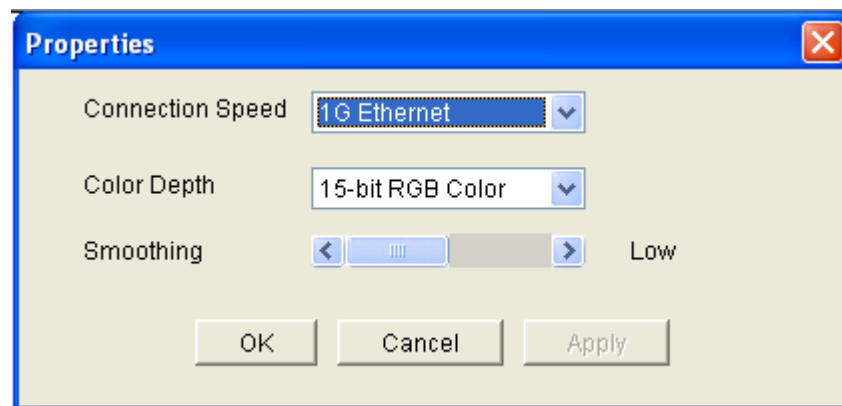 Properties
Connection Speed 1G Ethernet
Color Depth 15-bit RGB Color
Smoothing Low
OK Cancel Apply